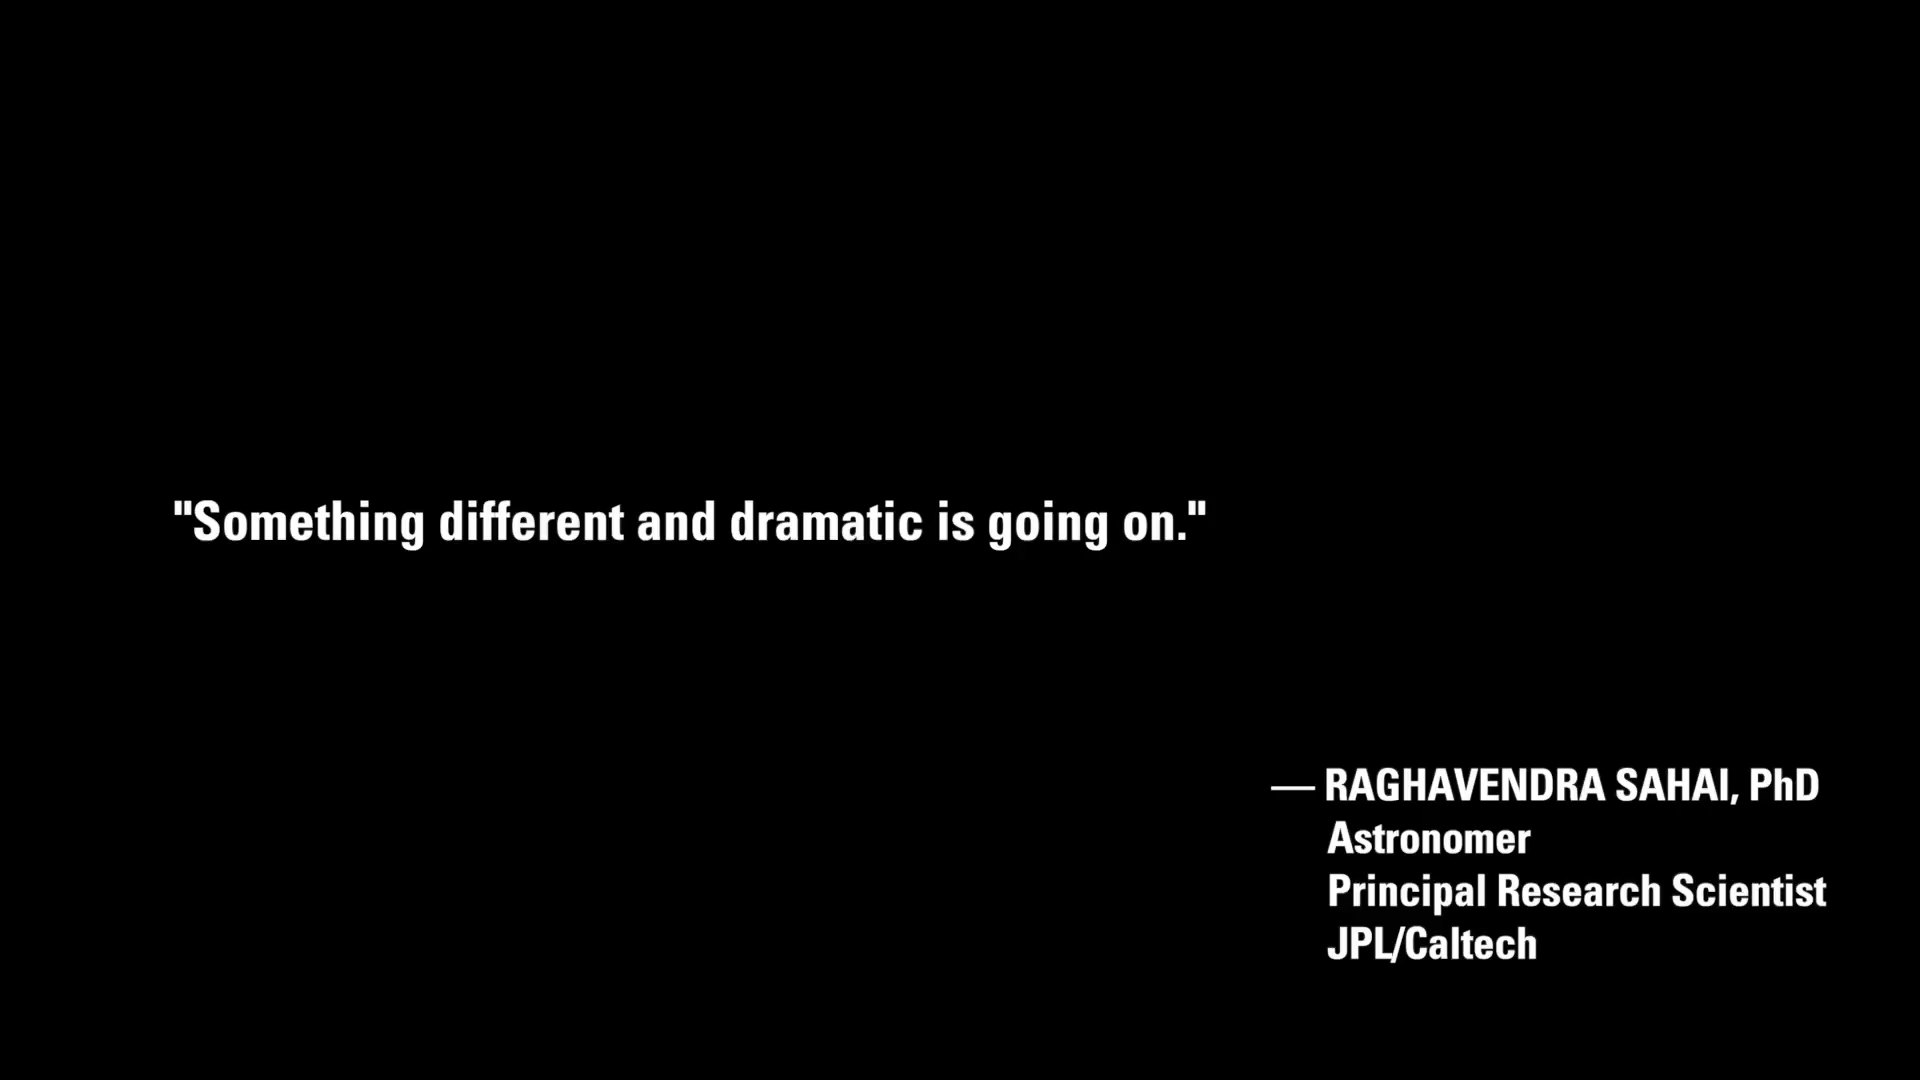 "Something different and dramatic is going on."
— RAGHAVENDRA SAHAI, PhD
Astronomer
Principal Research Scientist
JPL/Caltech